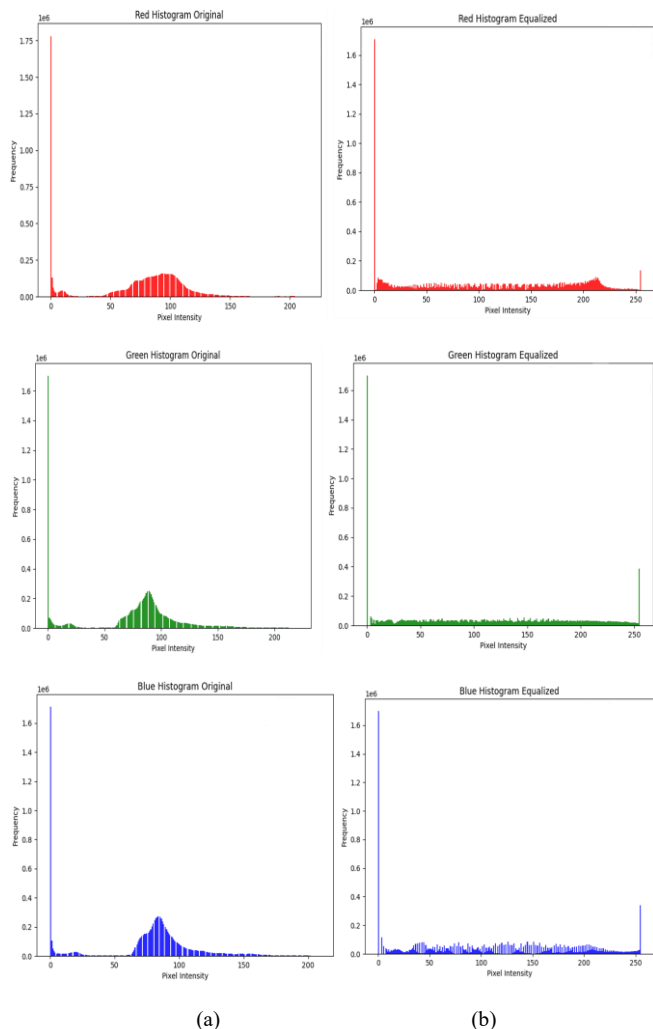 Red Histogram Original
1e6
1.75
1.50
1.25
1.00
0.75
0.50
0.25
0.00
Frequency
0 50 100 150 200
Pixel Intensity
Red Histogram Equalized
1e6
1.6
1.4
1.2
1.0
0.8
0.6
0.4
0.2
0.0
Frequency
0 50 100 150 200 250
Pixel Intensity
Green Histogram Original
1e6
1.6
1.4
1.2
1.0
0.8
0.6
0.4
0.2
0.0
Frequency
0 50 100 150 200
Pixel Intensity
Green Histogram Equalized
1e6
1.6
1.4
1.2
1.0
0.8
0.6
0.4
0.2
0.0
Frequency
0 50 100 150 200 250
Pixel Intensity
Blue Histogram Original
1e6
1.6
1.4
1.2
1.0
0.8
0.6
0.4
0.2
0.0
Frequency
0 50 100 150 200
Pixel Intensity
Blue Histogram Equalized
1e6
1.6
1.4
1.2
1.0
0.8
0.6
0.4
0.2
0.0
Frequency
0 50 100 150 200 250
Pixel Intensity
(a) (b)